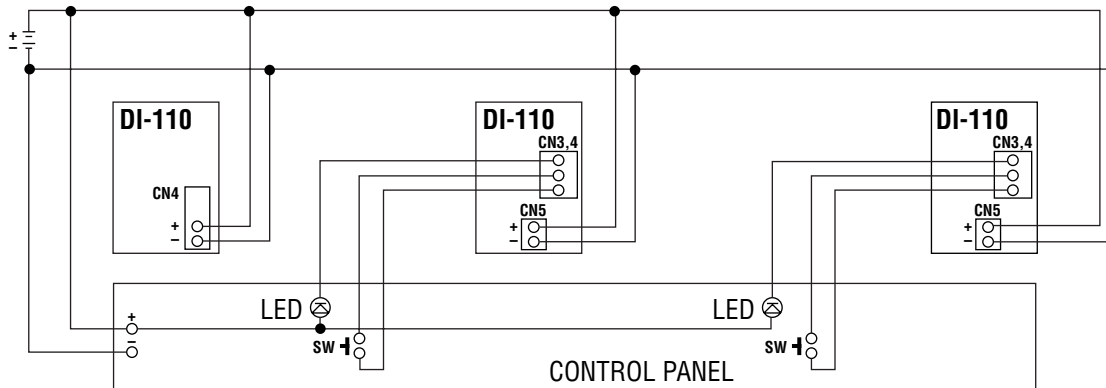 +
−
DI-110
DI-110
DI-110
CN3,4
CN3,4
CN4
CN5
CN5
+
−
+
−
+
−
LED
LED
+
−
SW
SW
CONTROL PANEL